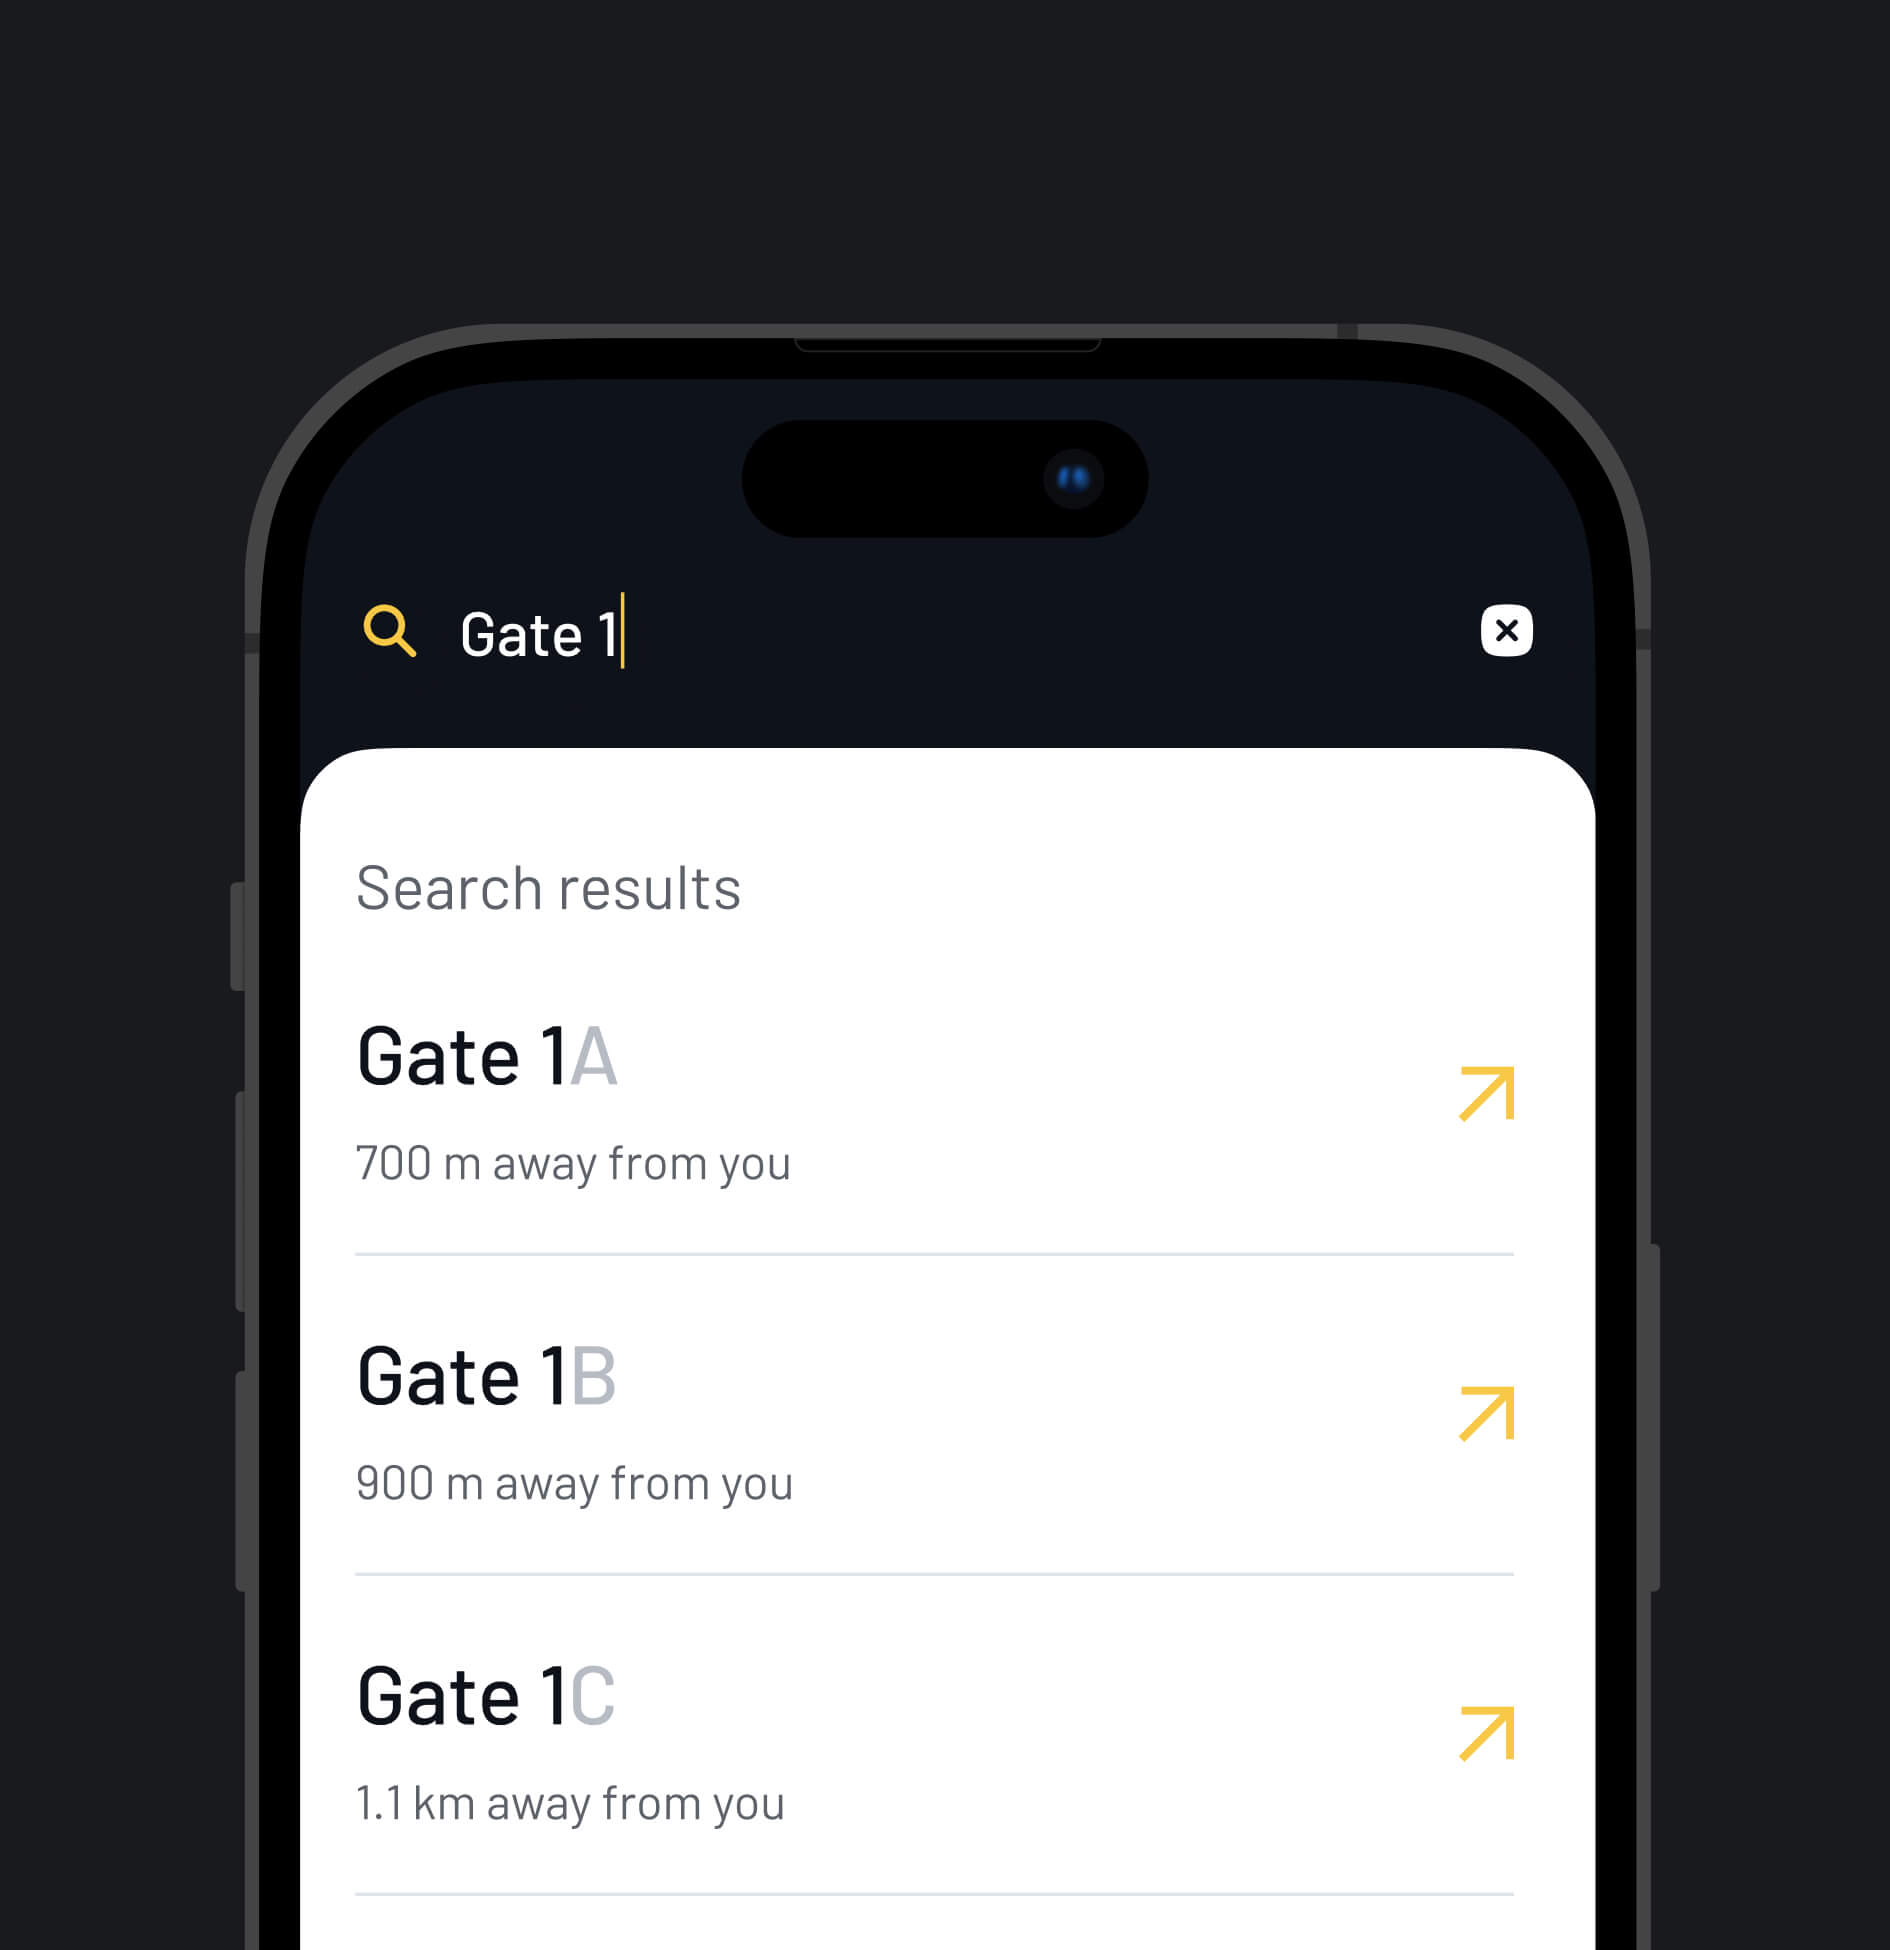 Gate 1
Search results
Gate 1A
700 m away from you
Gate 1B
900 m away from you
Gate 1C
1.1 km away from you